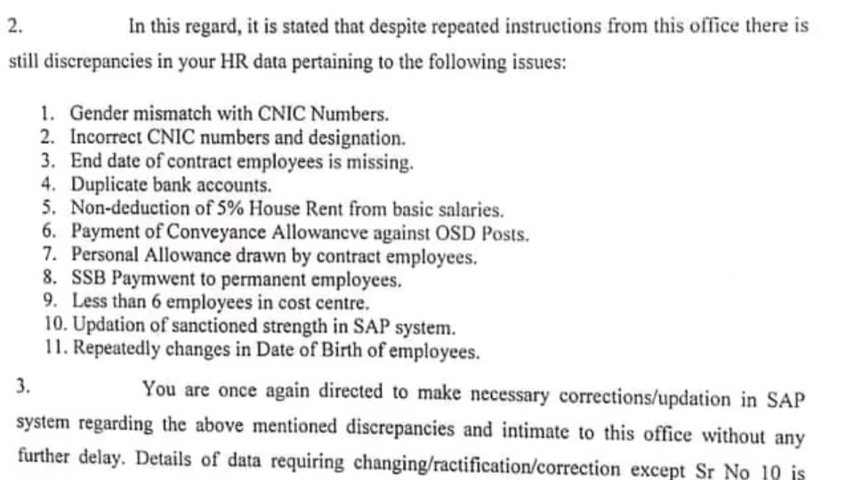 2. In this regard, it is stated that despite repeated instructions from this office there is
still discrepancies in your HR data pertaining to the following issues:
1. Gender mismatch with CNIC Numbers.
2. Incorrect CNIC numbers and designation.
3. End date of contract employees is missing.
4. Duplicate bank accounts.
5. Non-deduction of 5% House Rent from basic salaries.
6. Payment of Conveyance Allowancve against OSD Posts.
7. Personal Allowance drawn by contract employees.
8. SSB Paymwent to permanent employees.
9. Less than 6 employees in cost centre.
10. Updation of sanctioned strength in SAP system.
11. Repeatedly changes in Date of Birth of employees.
3. You are once again directed to make necessary corrections/updation in SAP
system regarding the above mentioned discrepancies and intimate to this office without any
further delay. Details of data requiring changing/ractification/correction except Sr No 10 is